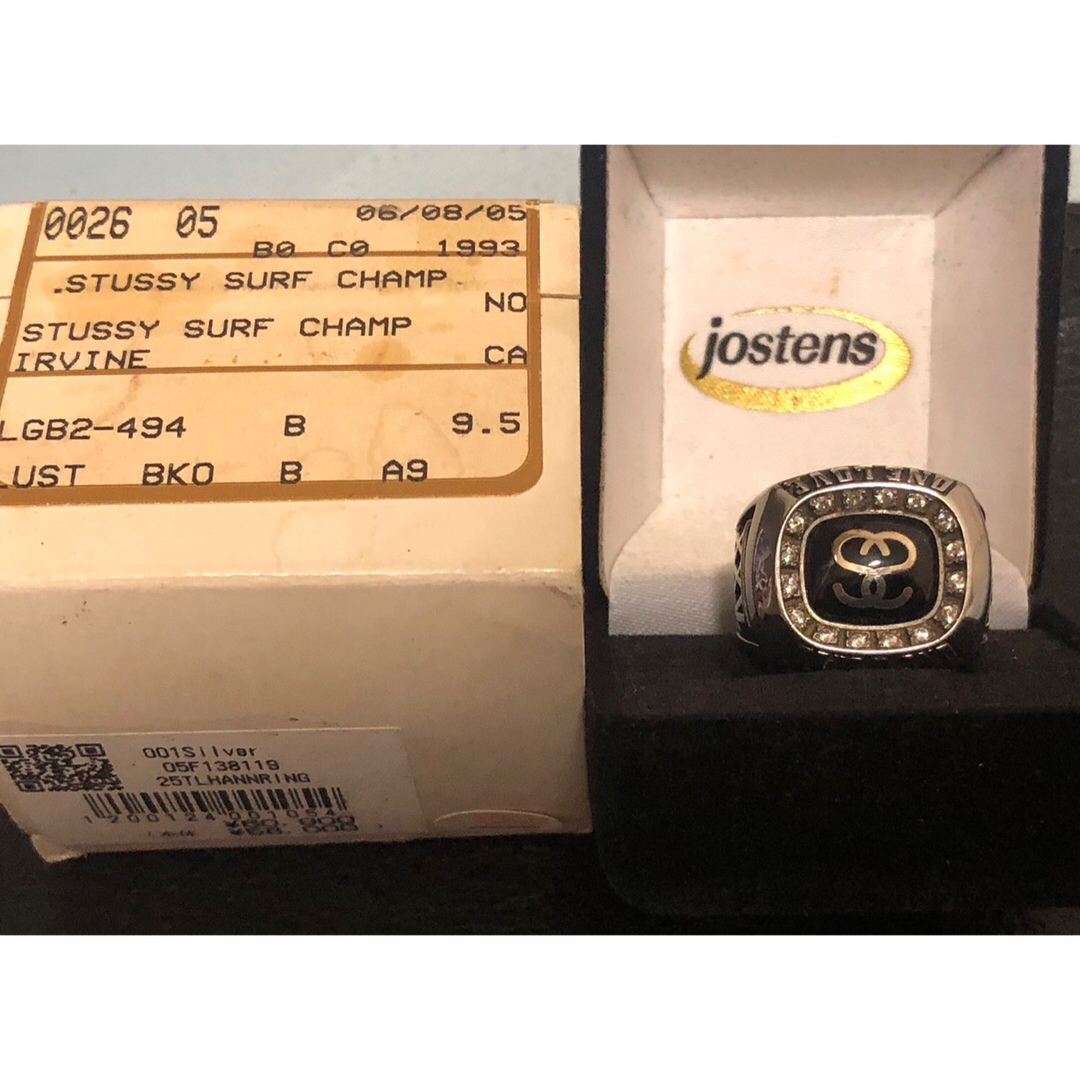 0026 05 06/08/05
B0 C0 1993
.STUSSY SURF CHAMP
NO
STUSSY SURF CHAMP
IRVINE CA
LGB2-494 B 9.5
LUST BKO B A9
001Silver
05F138119
25TLHANNRING
jostens
ONE LOVE